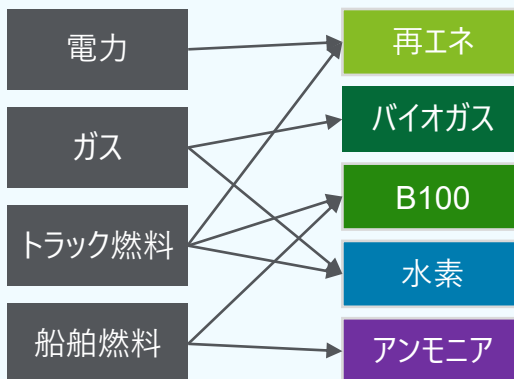 電力
ガス
トラック燃料
船舶燃料
再エネ
バイオガス
B100
水素
アンモニア